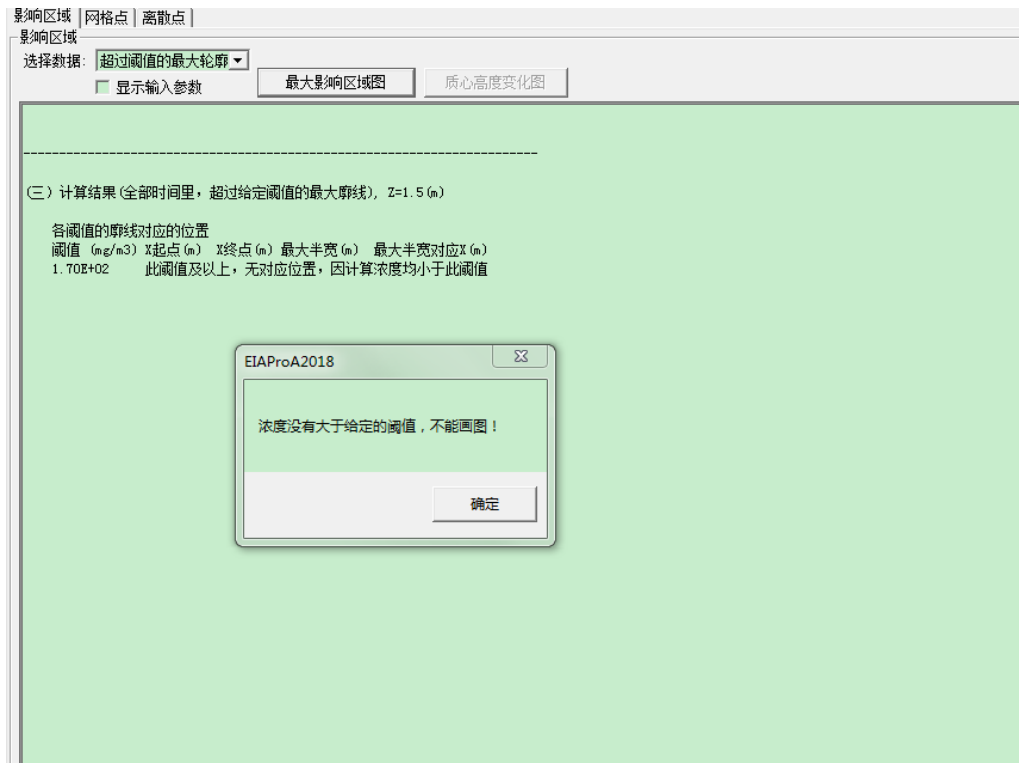 影响区域 网格点 离散点
影响区域
选择数据: 超过阈值的最大轮廓
显示输入参数 最大影响区域图 质心高度变化图
------------------------------------------------------------------------
(三)计算结果(全部时间里，超过给定阈值的最大廓线), Z=1.5(m)
各阈值的廓线对应的位置
阈值 (mg/m3) X起点(m) X终点(m) 最大半宽(m) 最大半宽对应X(m)
1.70E+02 此阈值及以上，无对应位置，因计算浓度均小于此阈值
EIAProA2018
浓度没有大于给定的阈值，不能画图！
确定